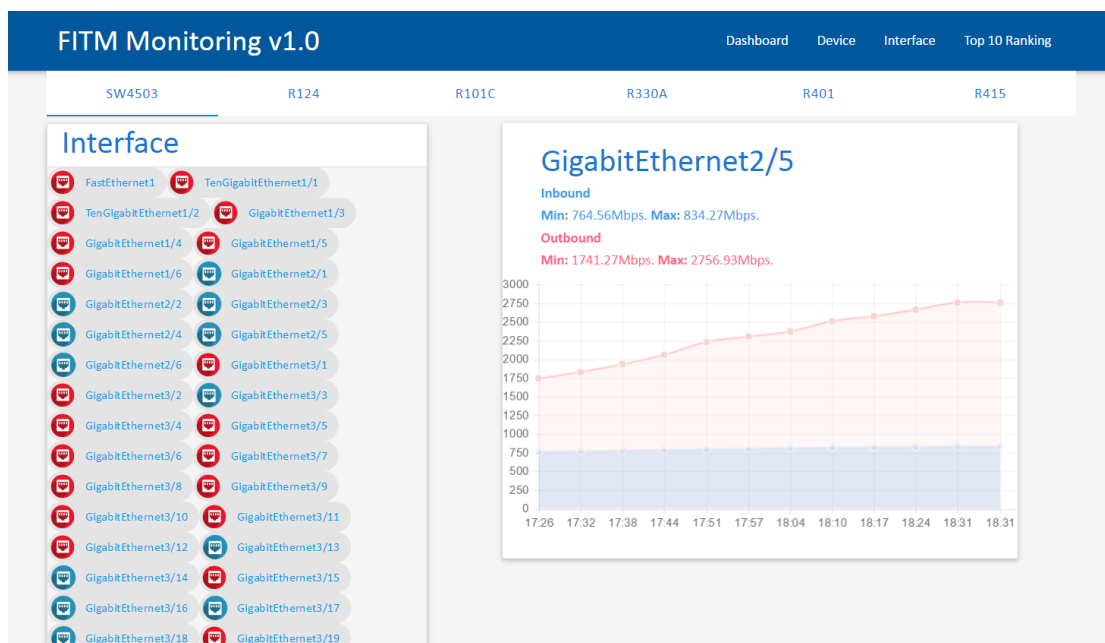 FITM Monitoring v1.0
Dashboard Device Interface Top 10 Ranking
SW4503 R124 R101C R330A R401 R415
Interface
FastEthernet1 TenGigabitEthernet1/1
TenGigabitEthernet1/2 GigabitEthernet1/3
GigabitEthernet1/4 GigabitEthernet1/5
GigabitEthernet1/6 GigabitEthernet2/1
GigabitEthernet2/2 GigabitEthernet2/3
GigabitEthernet2/4 GigabitEthernet2/5
GigabitEthernet2/6 GigabitEthernet3/1
GigabitEthernet3/2 GigabitEthernet3/3
GigabitEthernet3/4 GigabitEthernet3/5
GigabitEthernet3/6 GigabitEthernet3/7
GigabitEthernet3/8 GigabitEthernet3/9
GigabitEthernet3/10 GigabitEthernet3/11
GigabitEthernet3/12 GigabitEthernet3/13
GigabitEthernet3/14 GigabitEthernet3/15
GigabitEthernet3/16 GigabitEthernet3/17
GigabitEthernet3/18 GigabitEthernet3/19
GigabitEthernet2/5
Inbound
Min: 764.56Mbps. Max: 834.27Mbps.
Outbound
Min: 1741.27Mbps. Max: 2756.93Mbps.
3000
2750
2500
2250
2000
1750
1500
1250
1000
750
500
250
0
17:26 17:32 17:38 17:44 17:51 17:57 18:04 18:10 18:17 18:24 18:31 18:31